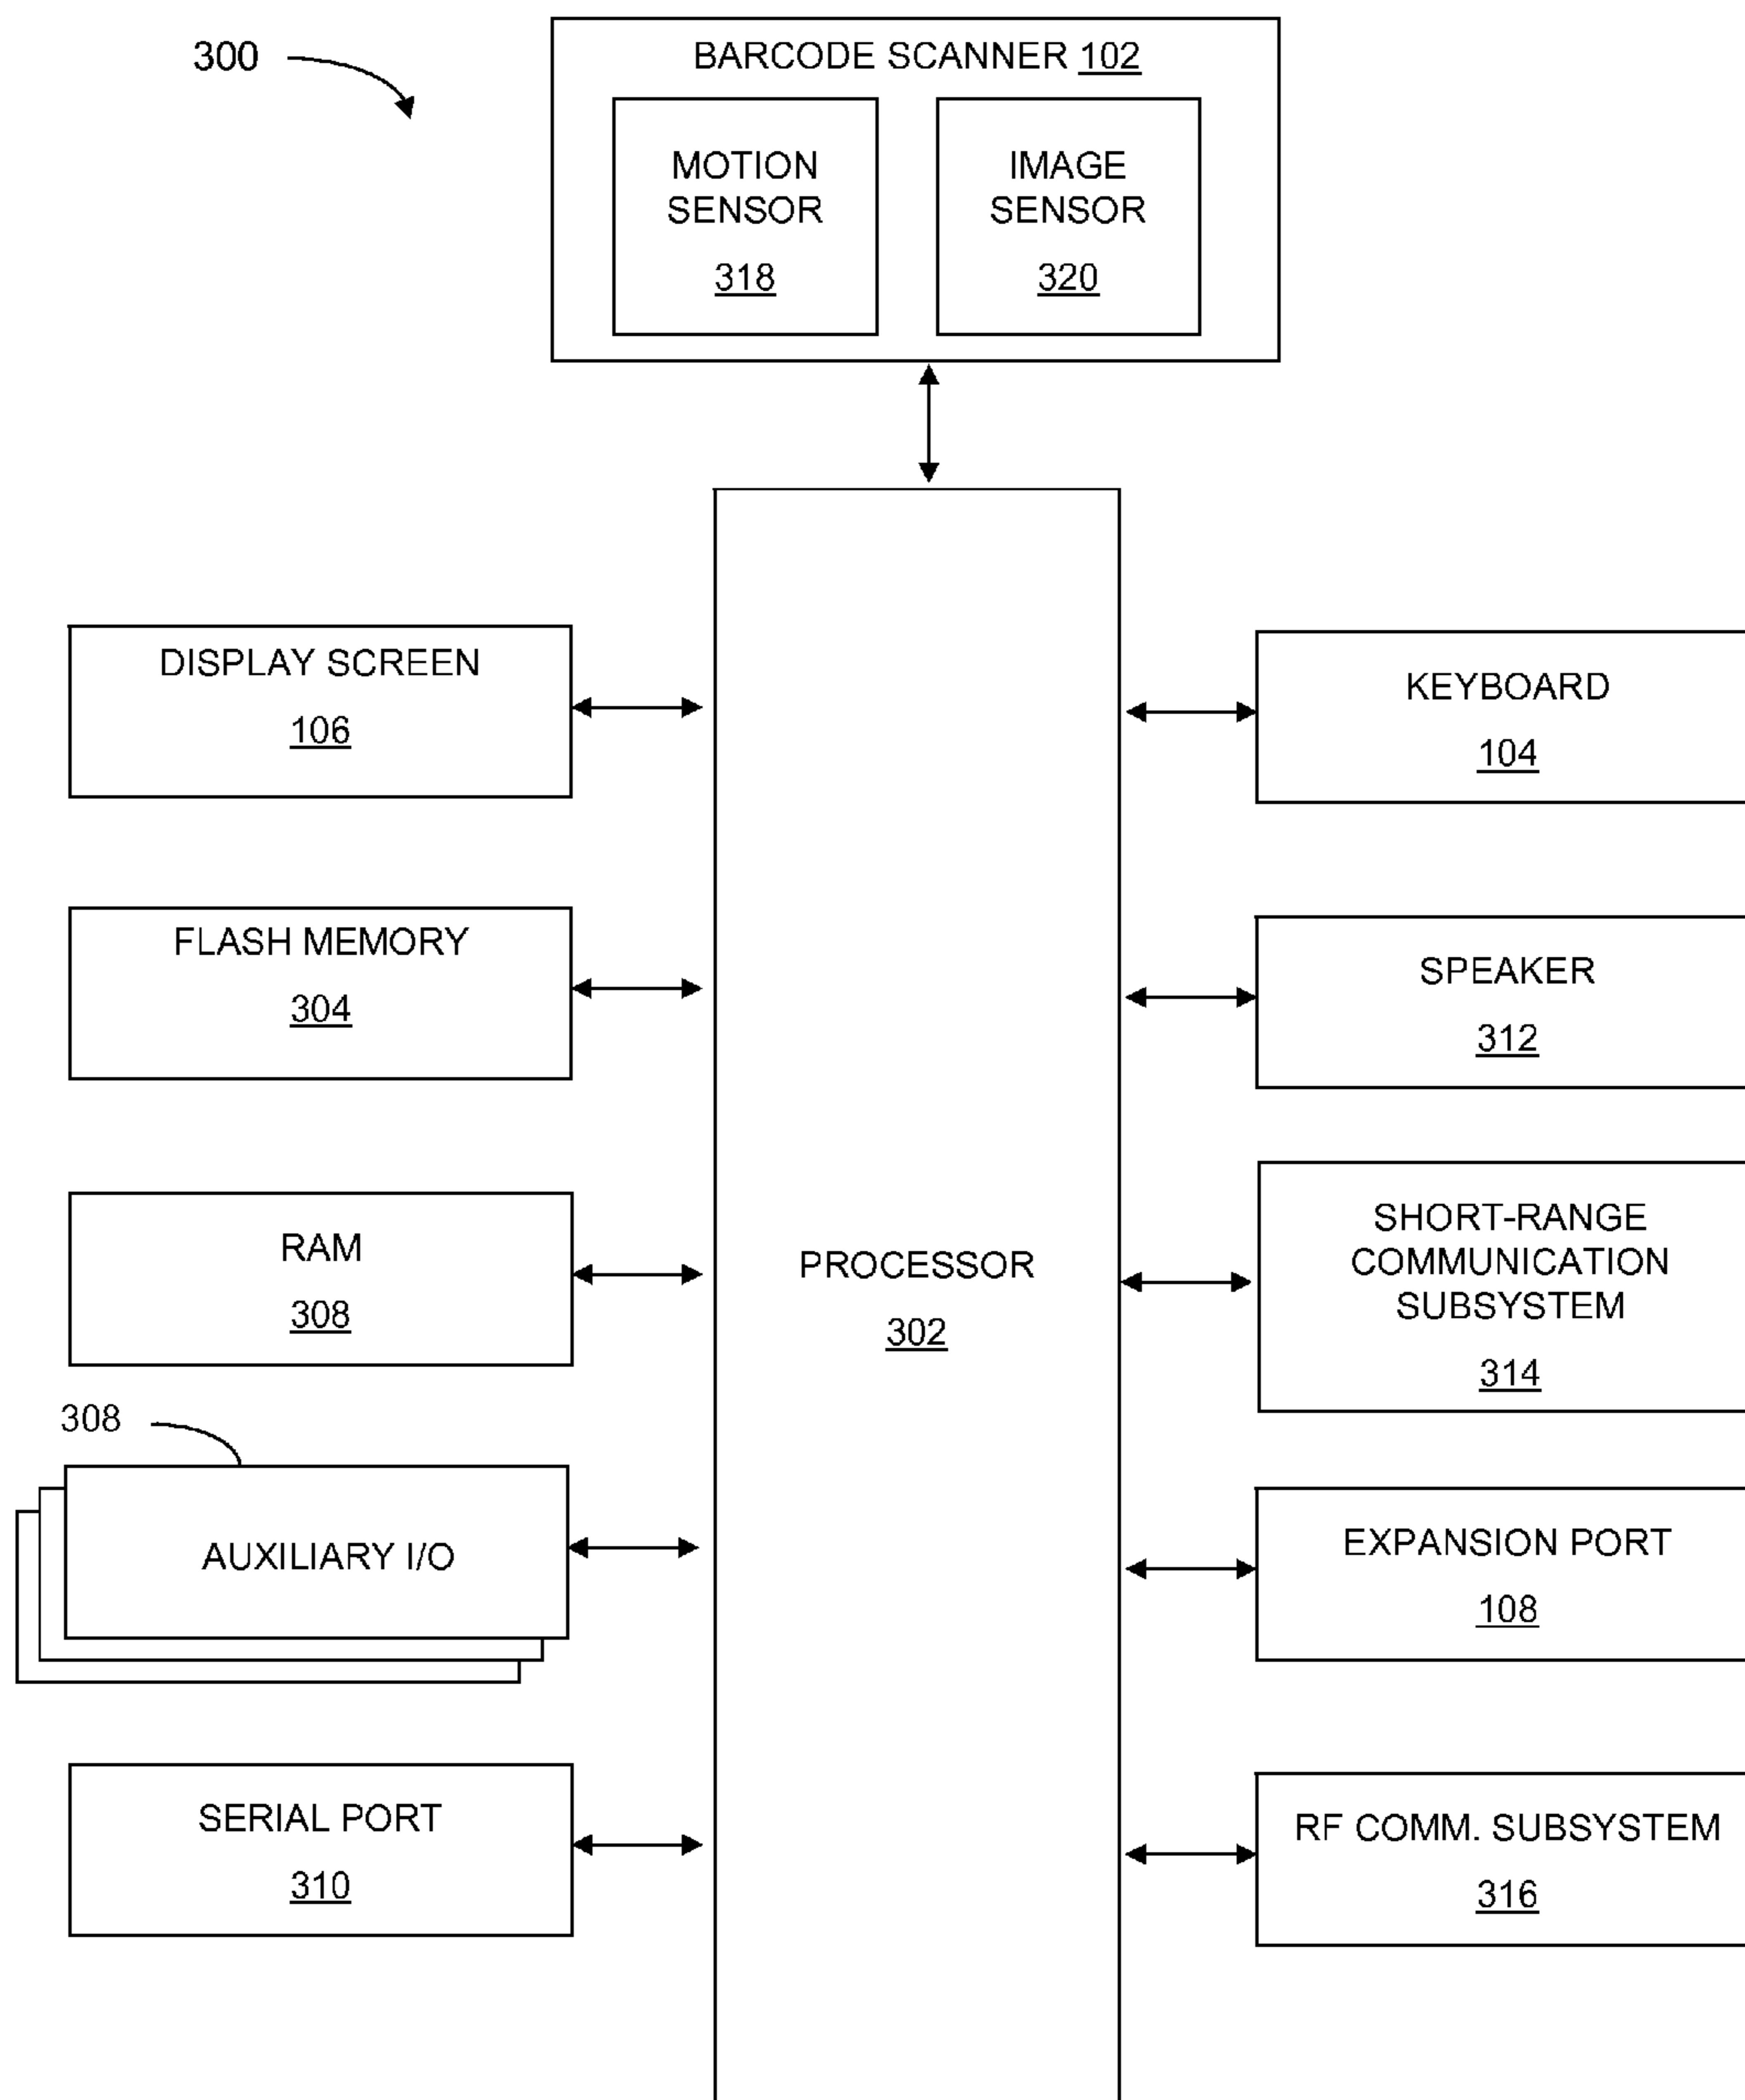 300
BARCODE SCANNER 102
MOTION
SENSOR
318
IMAGE
SENSOR
320
DISPLAY SCREEN
106
KEYBOARD
104
FLASH MEMORY
304
SPEAKER
312
RAM
308
PROCESSOR
302
SHORT-RANGE
COMMUNICATION
SUBSYSTEM
314
308
AUXILIARY I/O
EXPANSION PORT
108
SERIAL PORT
310
RF COMM. SUBSYSTEM
316